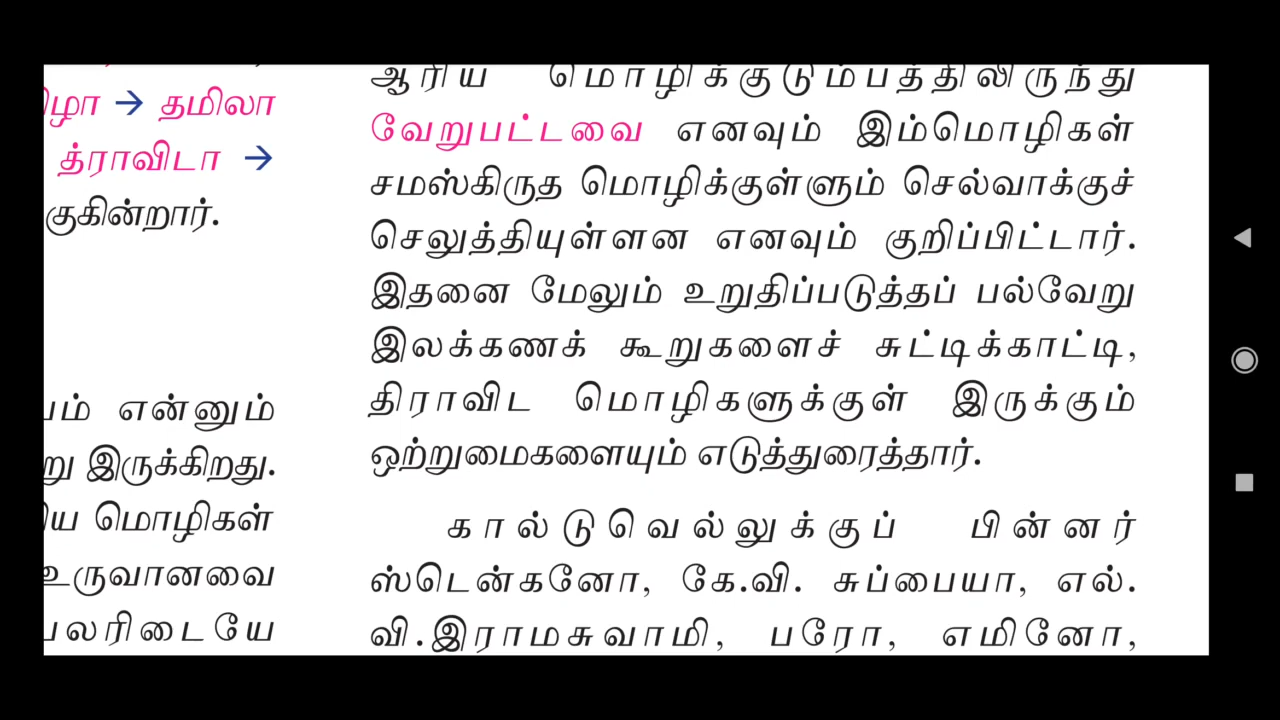 தமிலா
த்ராவிடா →
குகின்றார்.
என்னும்
இருக்கிறது.
மொழிகள்
உருவானவை
ஆரிய மொழிக்குடும்பத்திலிருந்து
வேறுபட்டவை எனவும் இம்மொழிகள்
சமஸ்கிருத மொழிக்குள்ளும் செல்வாக்குச்
செலுத்தியுள்ளன எனவும் குறிப்பிட்டார்.
இதனை மேலும் உறுதிப்படுத்தப் பல்வேறு
இலக்கணக் கூறுகளைச் சுட்டிக்காட்டி,
திராவிட மொழிகளுக்குள் இருக்கும்
ஒற்றுமைகளையும் எடுத்துரைத்தார்.
கால்டுவெல்லுக்குப் பின்னர்
ஸ்டென்கனோ, கே.வி. சுப்பையா, எல்.
வி.இராமசுவாமி, பரோ, எமினோ,